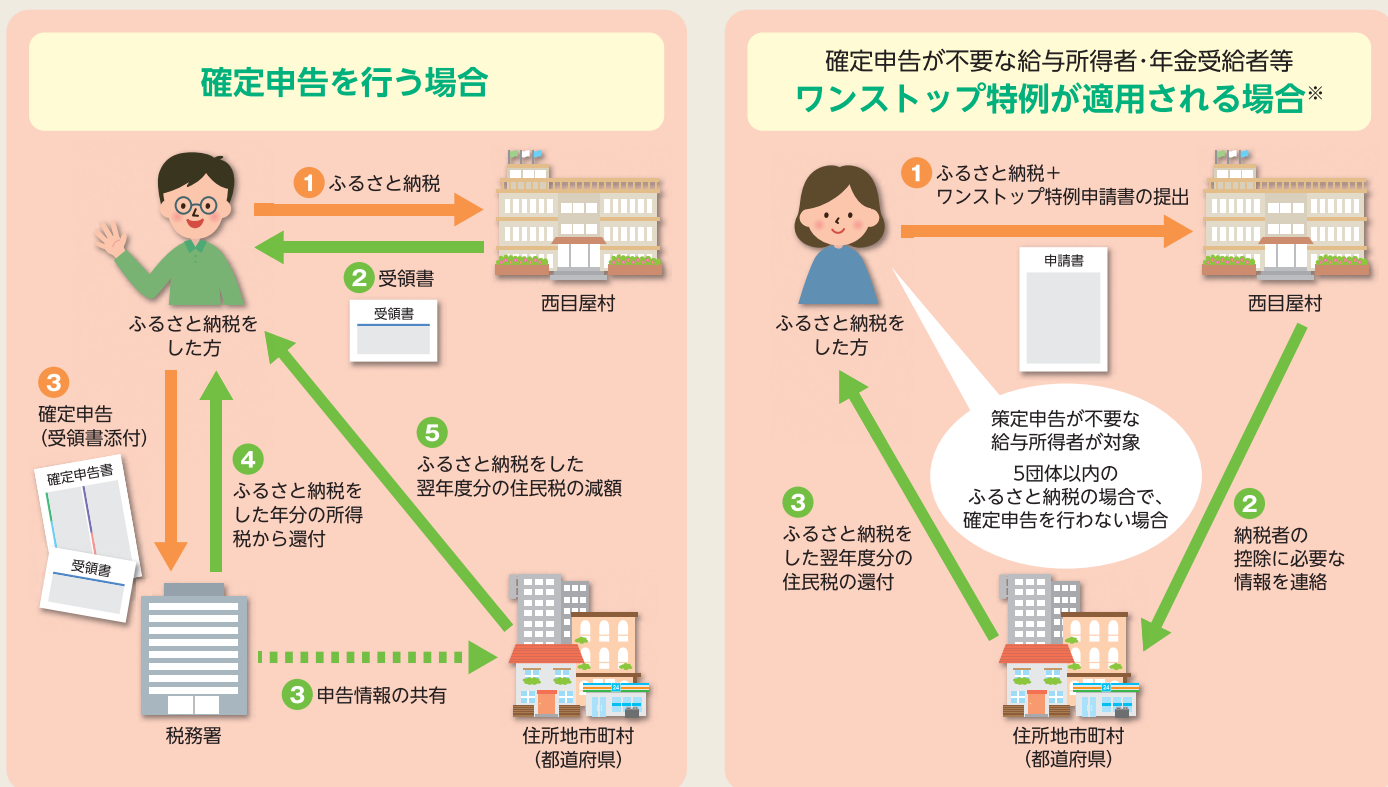 確定申告を行う場合
1 ふるさと納税
2 受領書
受領書
西目屋村
ふるさと納税を
した方
3
確定申告
(受領書添付)
確定申告書
受領書
4
ふるさと納税を
した年分の所得
税から還付
5
ふるさと納税をした
翌年度分の住民税の減額
3 申告情報の共有
税務署
住所地市町村
(都道府県)
確定申告が不要な給与所得者・年金受給者等
ワンストップ特例が適用される場合※
1 ふるさと納税+
ワンストップ特例申請書の提出
申請書
西目屋村
ふるさと納税を
した方
策定申告が不要な
給与所得者が対象
5団体以内の
ふるさと納税の場合で、
確定申告を行わない場合
2
納税者の
控除に必要な
情報を連絡
3
ふるさと納税を
した翌年度分の
住民税の還付
住所地市町村
(都道府県)